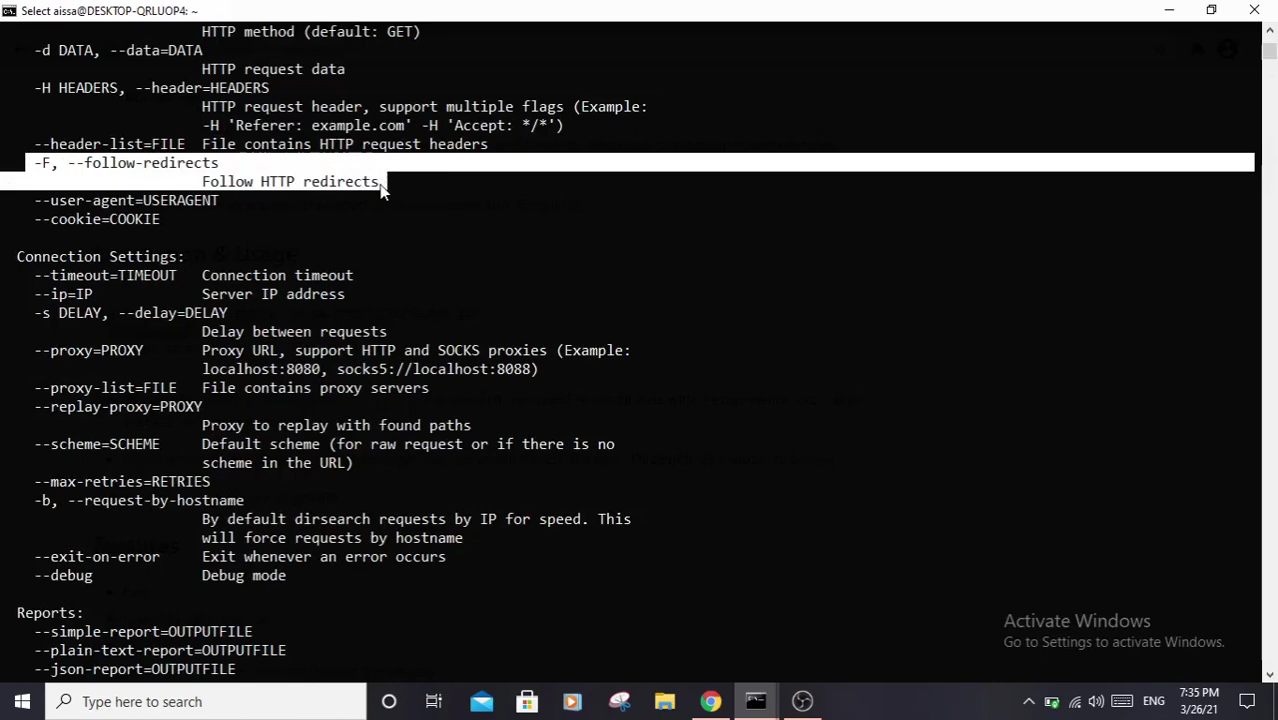 Select aissa@DESKTOP-QRLUOP4: ~
HTTP method (default: GET)
-d DATA, --data=DATA
HTTP request data
-H HEADERS, --header=HEADERS
HTTP request header, support multiple flags (Example:
-H 'Referer: example.com' -H 'Accept: */*')
--header-list=FILE  File contains HTTP request headers
-F, --follow-redirects
Follow HTTP redirects
--user-agent=USERAGENT
--cookie=COOKIE
Connection Settings:
--timeout=TIMEOUT   Connection timeout
--ip=IP             Server IP address
-s DELAY, --delay=DELAY
Delay between requests
--proxy=PROXY       Proxy URL, support HTTP and SOCKS proxies (Example:
localhost:8080, socks5://localhost:8088)
--proxy-list=FILE   File contains proxy servers
--replay-proxy=PROXY
Proxy to replay with found paths
--scheme=SCHEME     Default scheme (for raw request or if there is no
scheme in the URL)
--max-retries=RETRIES
-b, --request-by-hostname
By default dirsearch requests by IP for speed. This
will force requests by hostname
--exit-on-error     Exit whenever an error occurs
--debug             Debug mode
Reports:
--simple-report=OUTPUTFILE
--plain-text-report=OUTPUTFILE
--json-report=OUTPUTFILE
Activate Windows
Go to Settings to activate Windows.
Type here to search
ENG
7:35 PM
3/26/21